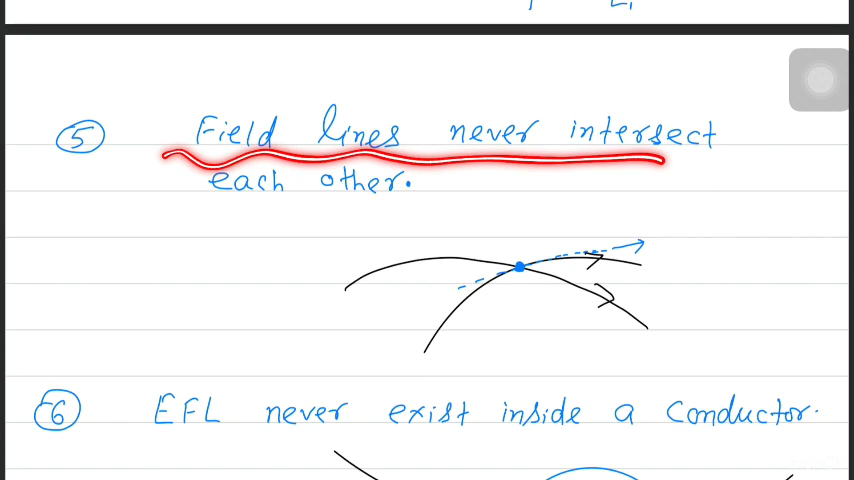 ⑤ Field lines never intersect
each other.
⑥ EFL never exist inside a conductor.